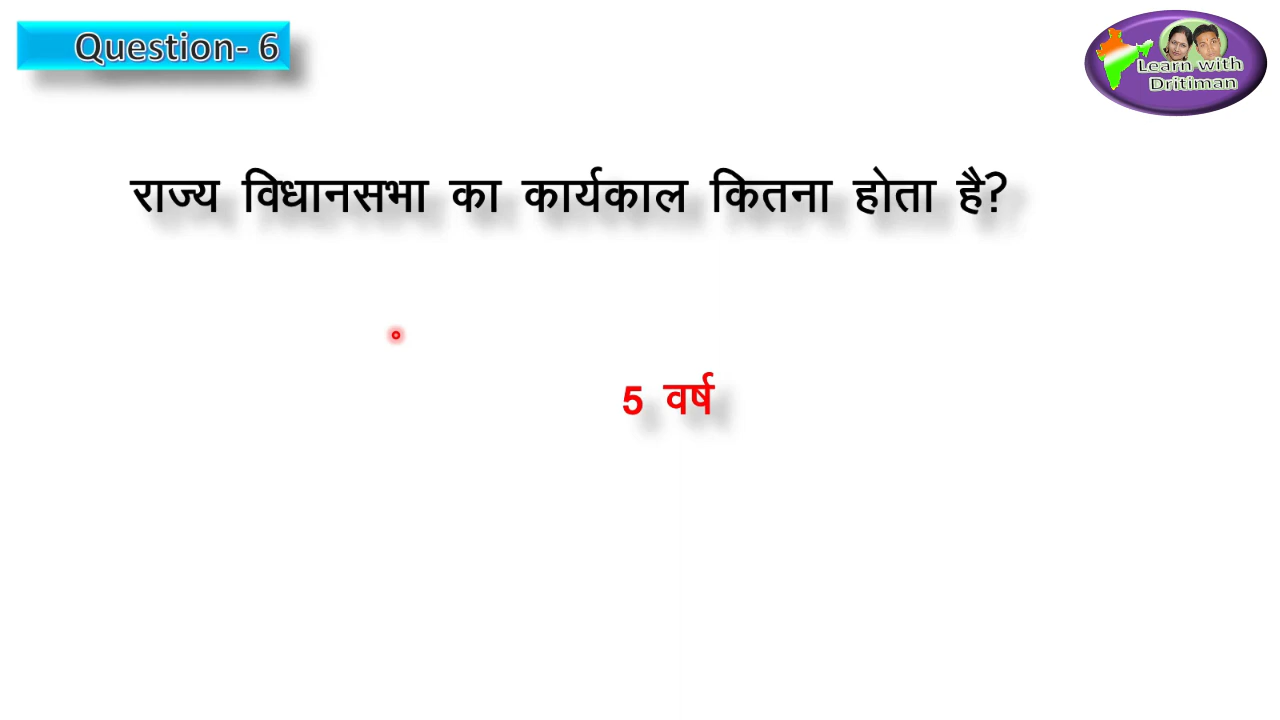 Question- 6
Learn with
Dritiman
राज्य विधानसभा का कार्यकाल कितना होता है?
5 वर्ष